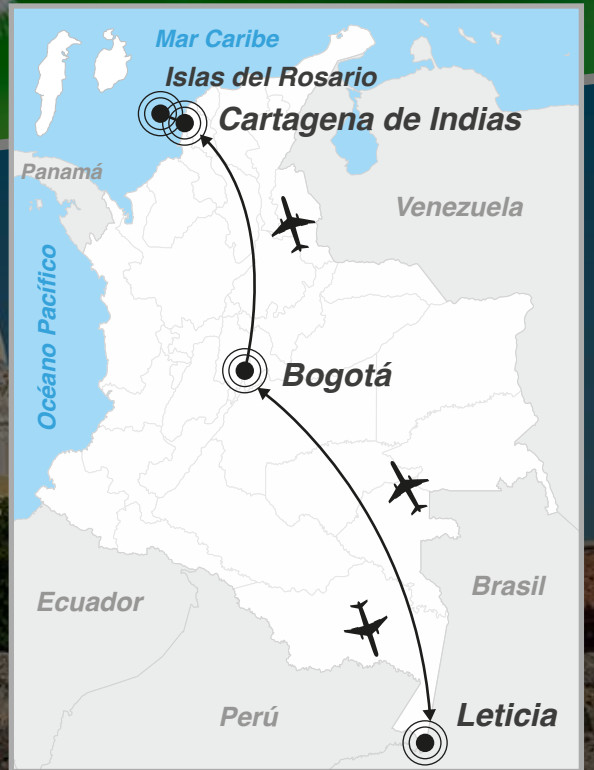 Mar Caribe
Islas del Rosario
Cartagena de Indias
Panamá
Venezuela
Océano Pacífico
Bogotá
Brasil
Ecuador
Perú
Leticia